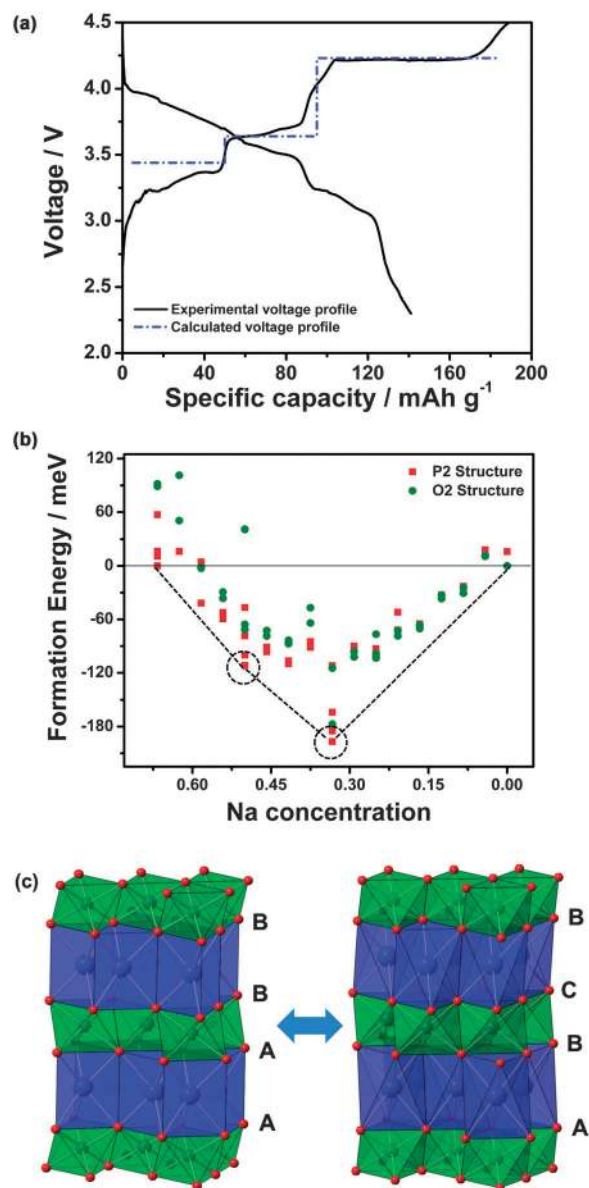 (a)
4.5
4.0
3.5
3.0
2.5
2.0
Voltage / V
Experimental voltage profile
Calculated voltage profile
0 40 80 120 160 200
Specific capacity / mAh g⁻¹
(b)
120
60
0
-60
-120
-180
Formation Energy / meV
P2 Structure
O2 Structure
0.60 0.45 0.30 0.15 0.00
Na concentration
(c)
B
B
A
A
B
C
B
A